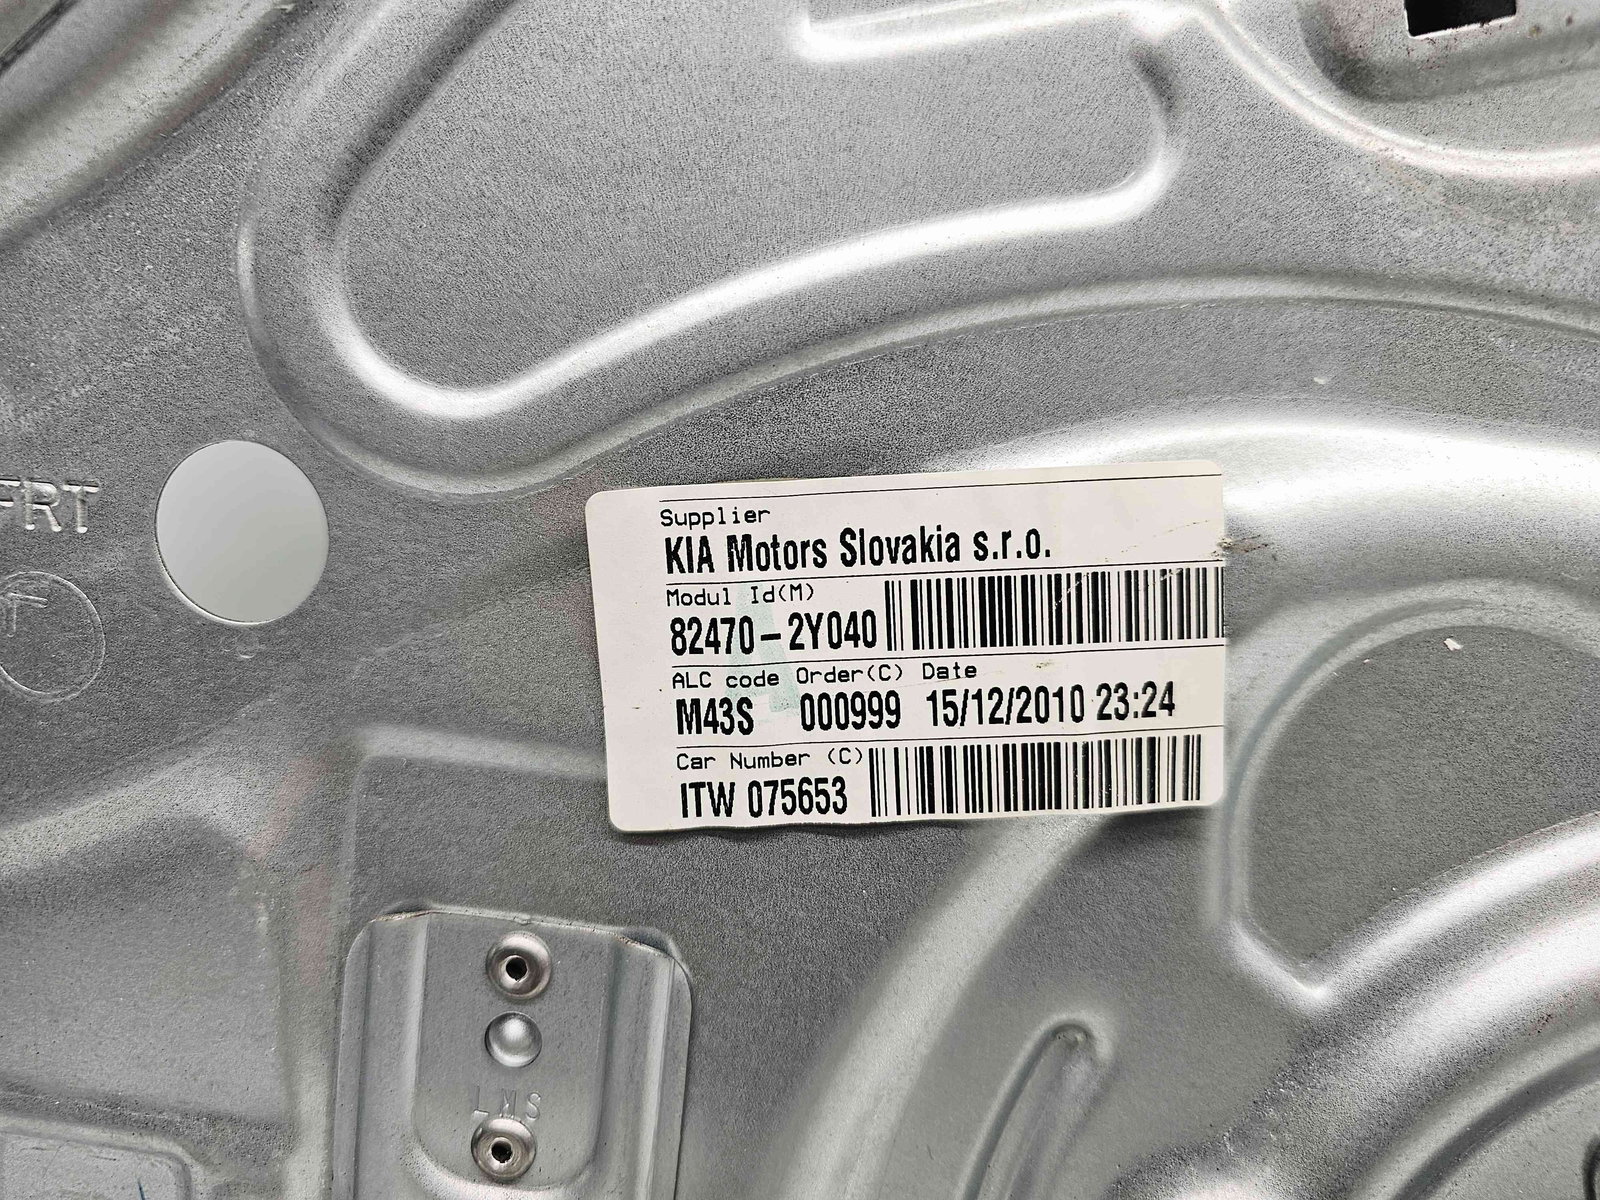 FRT
Supplier
KIA Motors Slovakia s.r.o.
Modul Id(M)
82470-2Y040
ALC code Order(C) Date
M43S 000999 15/12/2010 23:24
Car Number (C)
ITW 075653